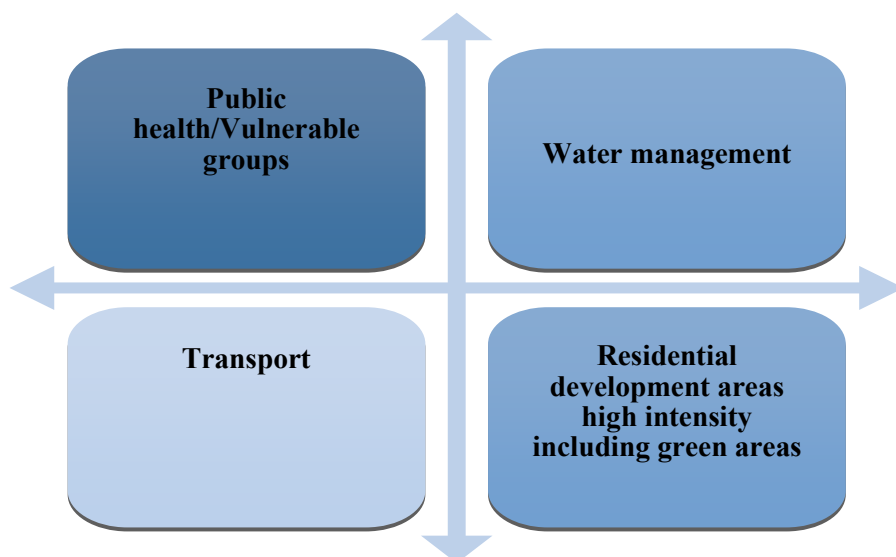 Public
health/Vulnerable
groups
Water management
Transport
Residential
development areas
high intensity
including green areas